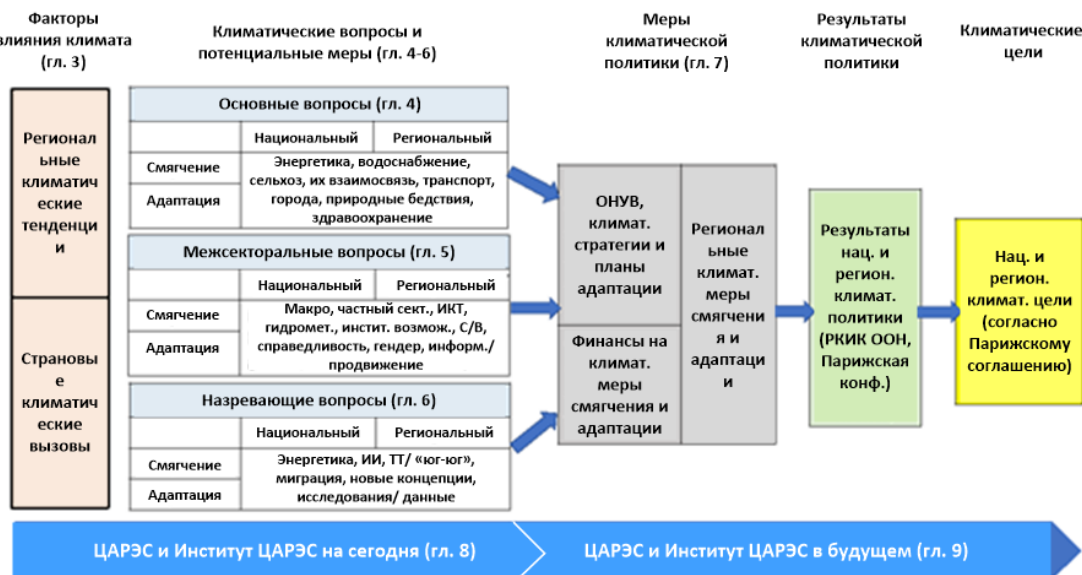 Факторы
влияния климата
(гл. 3)
Климатические вопросы и
потенциальные меры (гл. 4-6)
Меры
климатической
политики (гл. 7)
Результаты
климатической
политики
Климатические
цели
Региональ
ьные
климатич
еские
тенденци
и
Страновы
е
климатич
еские
вызовы
Основные вопросы (гл. 4)
Национальный
Региональный
Смягчение
Адаптация
Энергетика, водоснабжение,
сельхоз, их взаимосвязь, транспорт,
города, природные бедствия,
здравоохранение
Межсекторальные вопросы (гл. 5)
Национальный
Региональный
Смягчение
Адаптация
Макро, частный сект., ИКТ,
гидромет., инстит. возмож., С/В,
справедливость, гендер, информ./
продвижение
Назревающие вопросы (гл. 6)
Национальный
Региональный
Смягчение
Адаптация
Энергетика, ИИ, ТТ/ «юг-юг»,
миграция, новые концепции,
исследования/ данные
ОНУВ,
климат.
стратегии и
планы
адаптации
Финансы на
климат.
меры
смягчения и
адаптации
Регионал
ьные
климат.
меры
смягчени
я и
адаптаци
и
Результаты
нац. и
регион.
климат.
политики
(РКИК ООН,
Парижская
конф.)
Нац. и
регион.
климат. цели
(согласно
Парижскому
соглашению)
ЦАРЭС и Институт ЦАРЭС на сегодня (гл. 8)
ЦАРЭС и Институт ЦАРЭС в будущем (гл. 9)